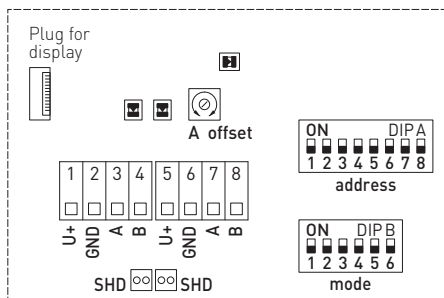 Plug for
display
A offset
ON DIP A
1 2 3 4 5 6 7 8
address
1 2 3 4 5 6 7 8
U+ GND A B U+ GND A B
ON DIP B
1 2 3 4 5 6
mode
SHD SHD